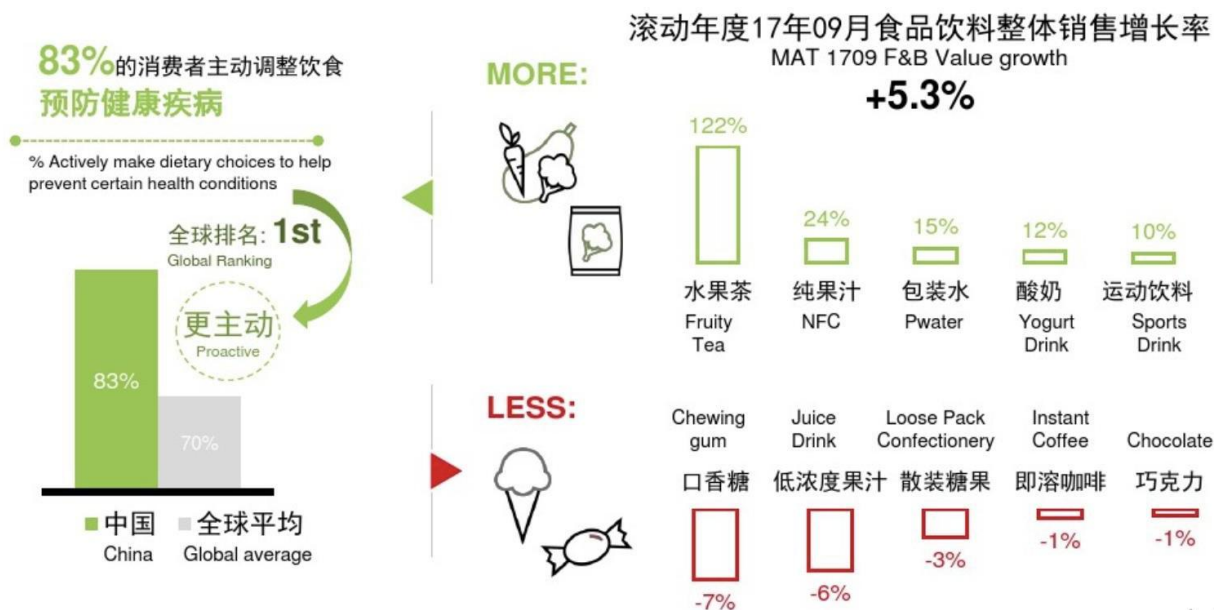 83%的消费者主动调整饮食
预防健康疾病
% Actively make dietary choices to help
prevent certain health conditions
全球排名: 1st
Global Ranking
更主动
Proactive
83%
70%
中国
China
全球平均
Global average
滚动年度17年09月食品饮料整体销售增长率
MAT 1709 F&B Value growth
+5.3%
MORE:
122%
24%
15%
12%
10%
水果茶
纯果汁
包装水
酸奶
运动饮料
Fruity
Tea
NFC
Pwater
Yogurt
Drink
Sports
Drink
LESS:
Chewing
gum
Juice
Drink
Loose Pack
Confectionery
Instant
Coffee
Chocolate
口香糖
低浓度果汁
散装糖果
即溶咖啡
巧克力
-7%
-6%
-3%
-1%
-1%